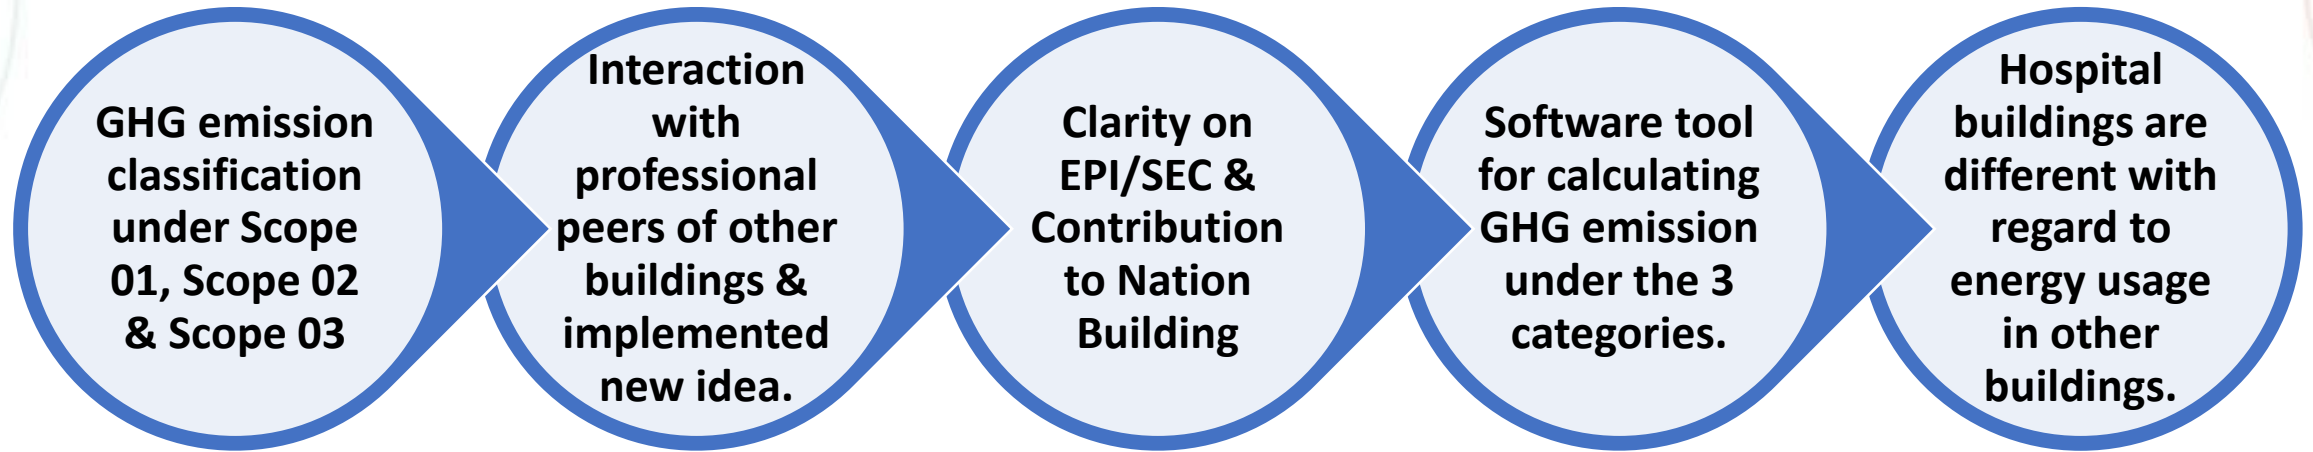 GHG emission
classification
under Scope
01, Scope 02
& Scope 03
Interaction
with
professional
peers of other
buildings &
implemented
new idea.
Clarity on
EPI/SEC &
Contribution
to Nation
Building
Software tool
for calculating
GHG emission
under the 3
categories.
Hospital
buildings are
different with
regard to
energy usage
in other
buildings.